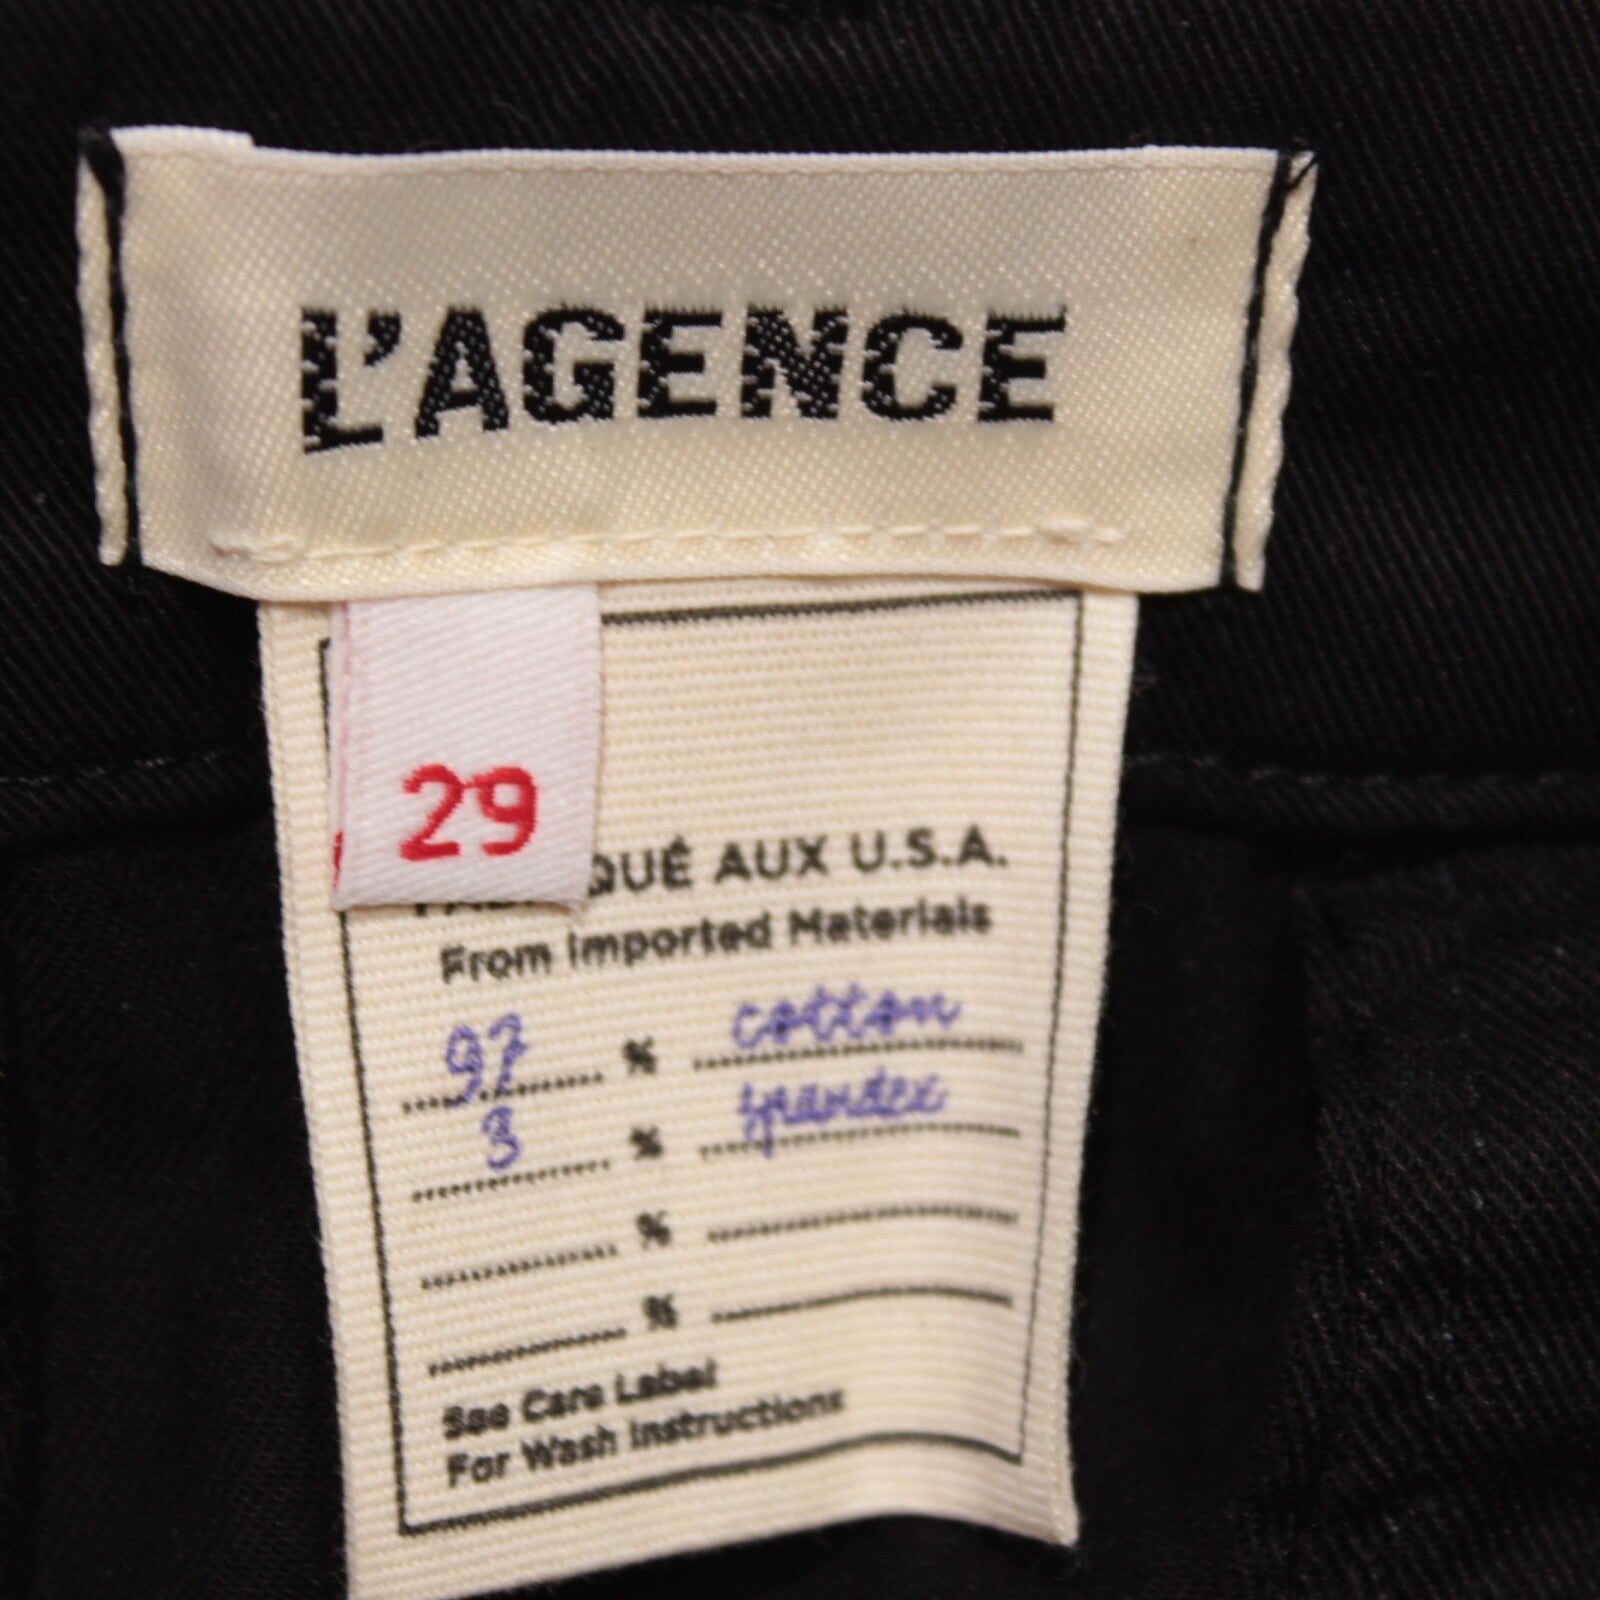 L'AGENCE
29
QUÉ AUX U.S.A.
From Imported Materials
97 % cotton
3 % spandex
%
%
See Care Label
For Wash Instructions